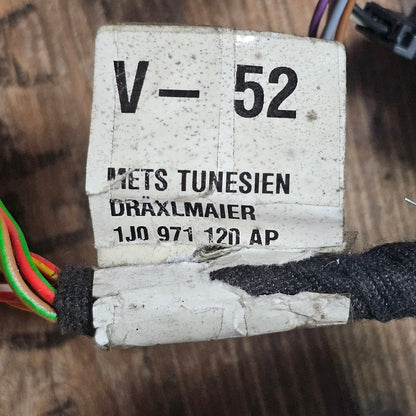 V- 52
METS TUNESIEN
DRÄXLMAIER
1J0 971 120 AP